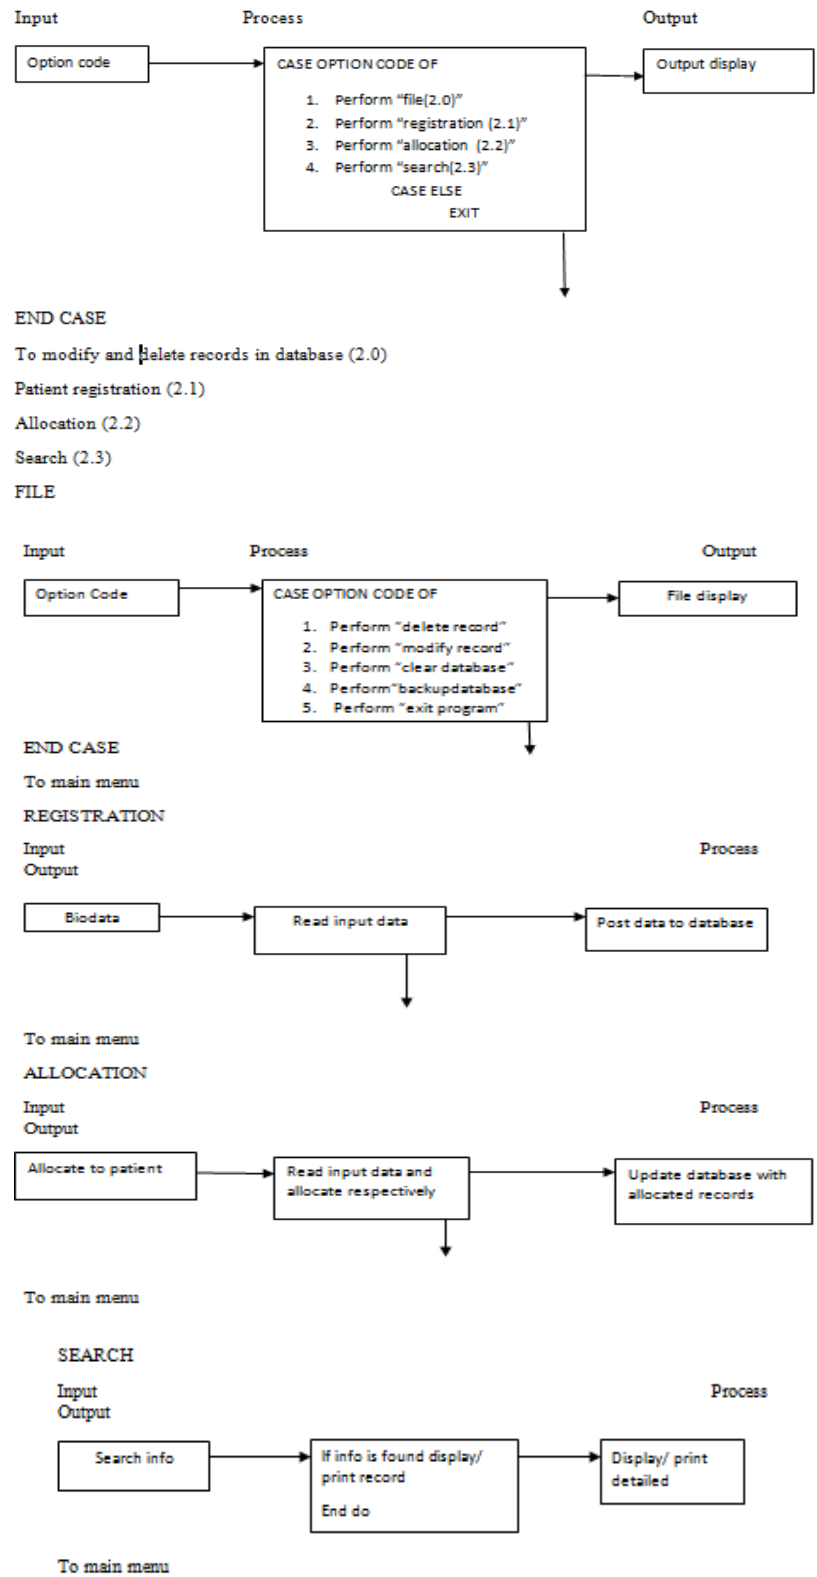 Input Process Output
Option code
CASE OPTION CODE OF
1. Perform "file(2.0)"
2. Perform "registration (2.1)"
3. Perform "allocation (2.2)"
4. Perform "search(2.3)"
CASE ELSE
EXIT
Output display
END CASE
To modify and delete records in database (2.0)
Patient registration (2.1)
Allocation (2.2)
Search (2.3)
FILE
Input Process Output
Option Code
CASE OPTION CODE OF
1. Perform "delete record"
2. Perform "modify record"
3. Perform "clear database"
4. Perform"backupdatabase"
5. Perform "exit program"
File display
END CASE
To main menu
REGISTRATION
Input Process
Output
Biodata
Read input data
Post data to database
To main menu
ALLOCATION
Input Process
Output
Allocate to patient
Read input data and
allocate respectively
Update database with
allocated records
To main menu
SEARCH
Input Process
Output
Search info
If info is found display/
print record
End do
Display/ print
detailed
To main menu